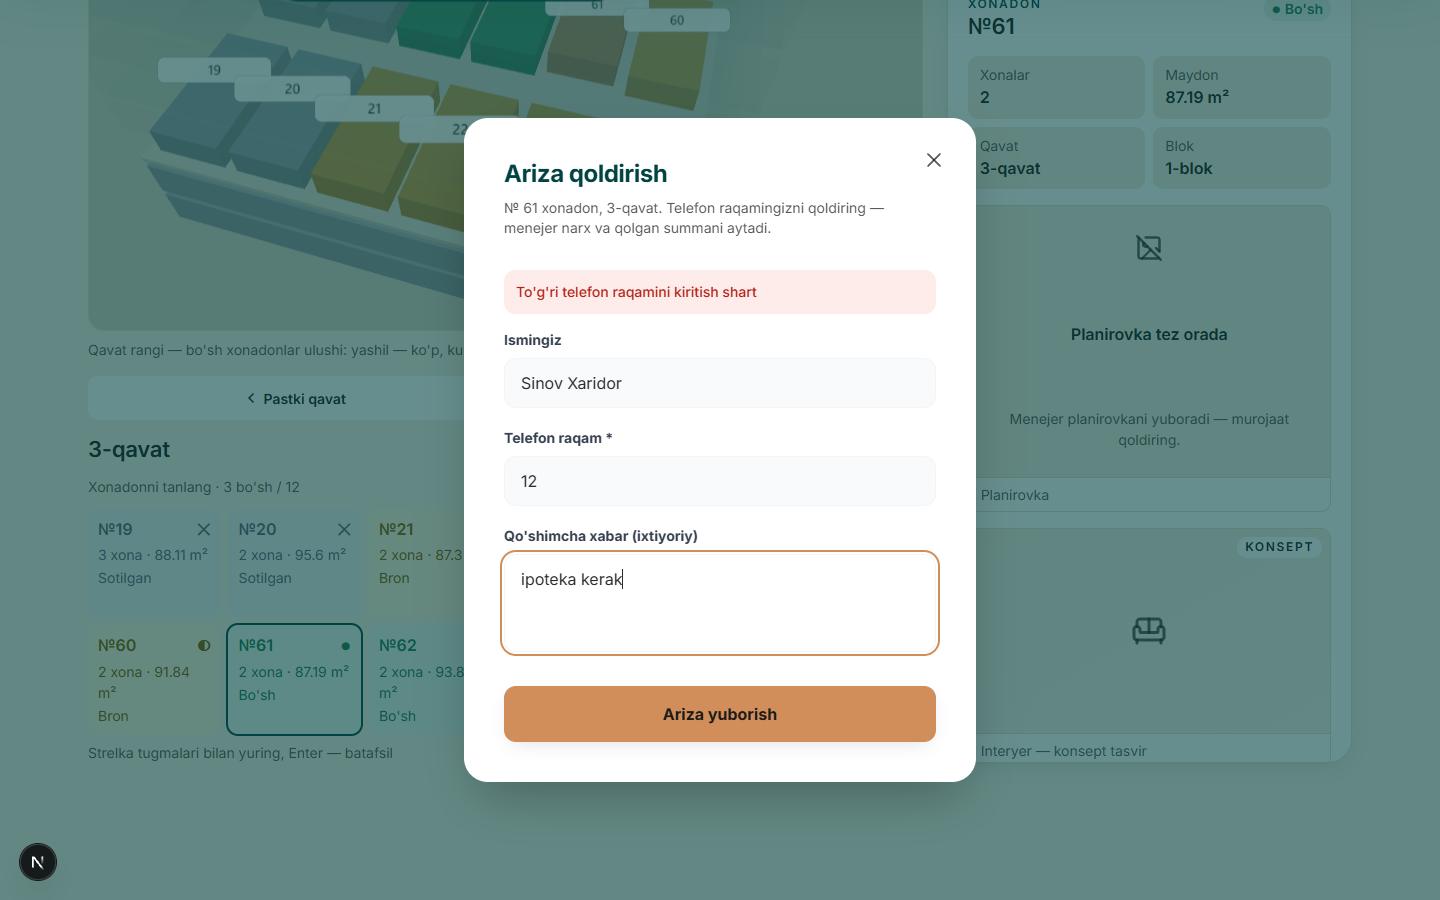 61
60
19
20
21
22
XONADON
№61
Bo'sh
Xonalar
2
Maydon
87.19 m²
Qavat
3-qavat
Blok
1-blok
Planirovka tez orada
Menejer planirovkani yuboradi — murojaat
qoldiring.
Planirovka
KONSEPT
Interyer — konsept tasvir
Ariza qoldirish
№ 61 xonadon, 3-qavat. Telefon raqamingizni qoldiring —
menejer narx va qolgan summani aytadi.
To'g'ri telefon raqamini kiritish shart
Ismingiz
Sinov Xaridor
Telefon raqam *
12
Qo'shimcha xabar (ixtiyoriy)
ipoteka kerak
Ariza yuborish
Qavat rangi — bo'sh xonadonlar ulushi: yashil — ko'p, ku
Pastki qavat
3-qavat
Xonadonni tanlang · 3 bo'sh / 12
№19
3 xona · 88.11 m²
Sotilgan
№20
2 xona · 95.6 m²
Sotilgan
№21
2 xona · 87.3
Bron
№60
2 xona · 91.84
m²
Bron
№61
2 xona · 87.19 m²
Bo'sh
№62
2 xona · 93.8
m²
Bo'sh
Strelka tugmalari bilan yuring, Enter — batafsil
N